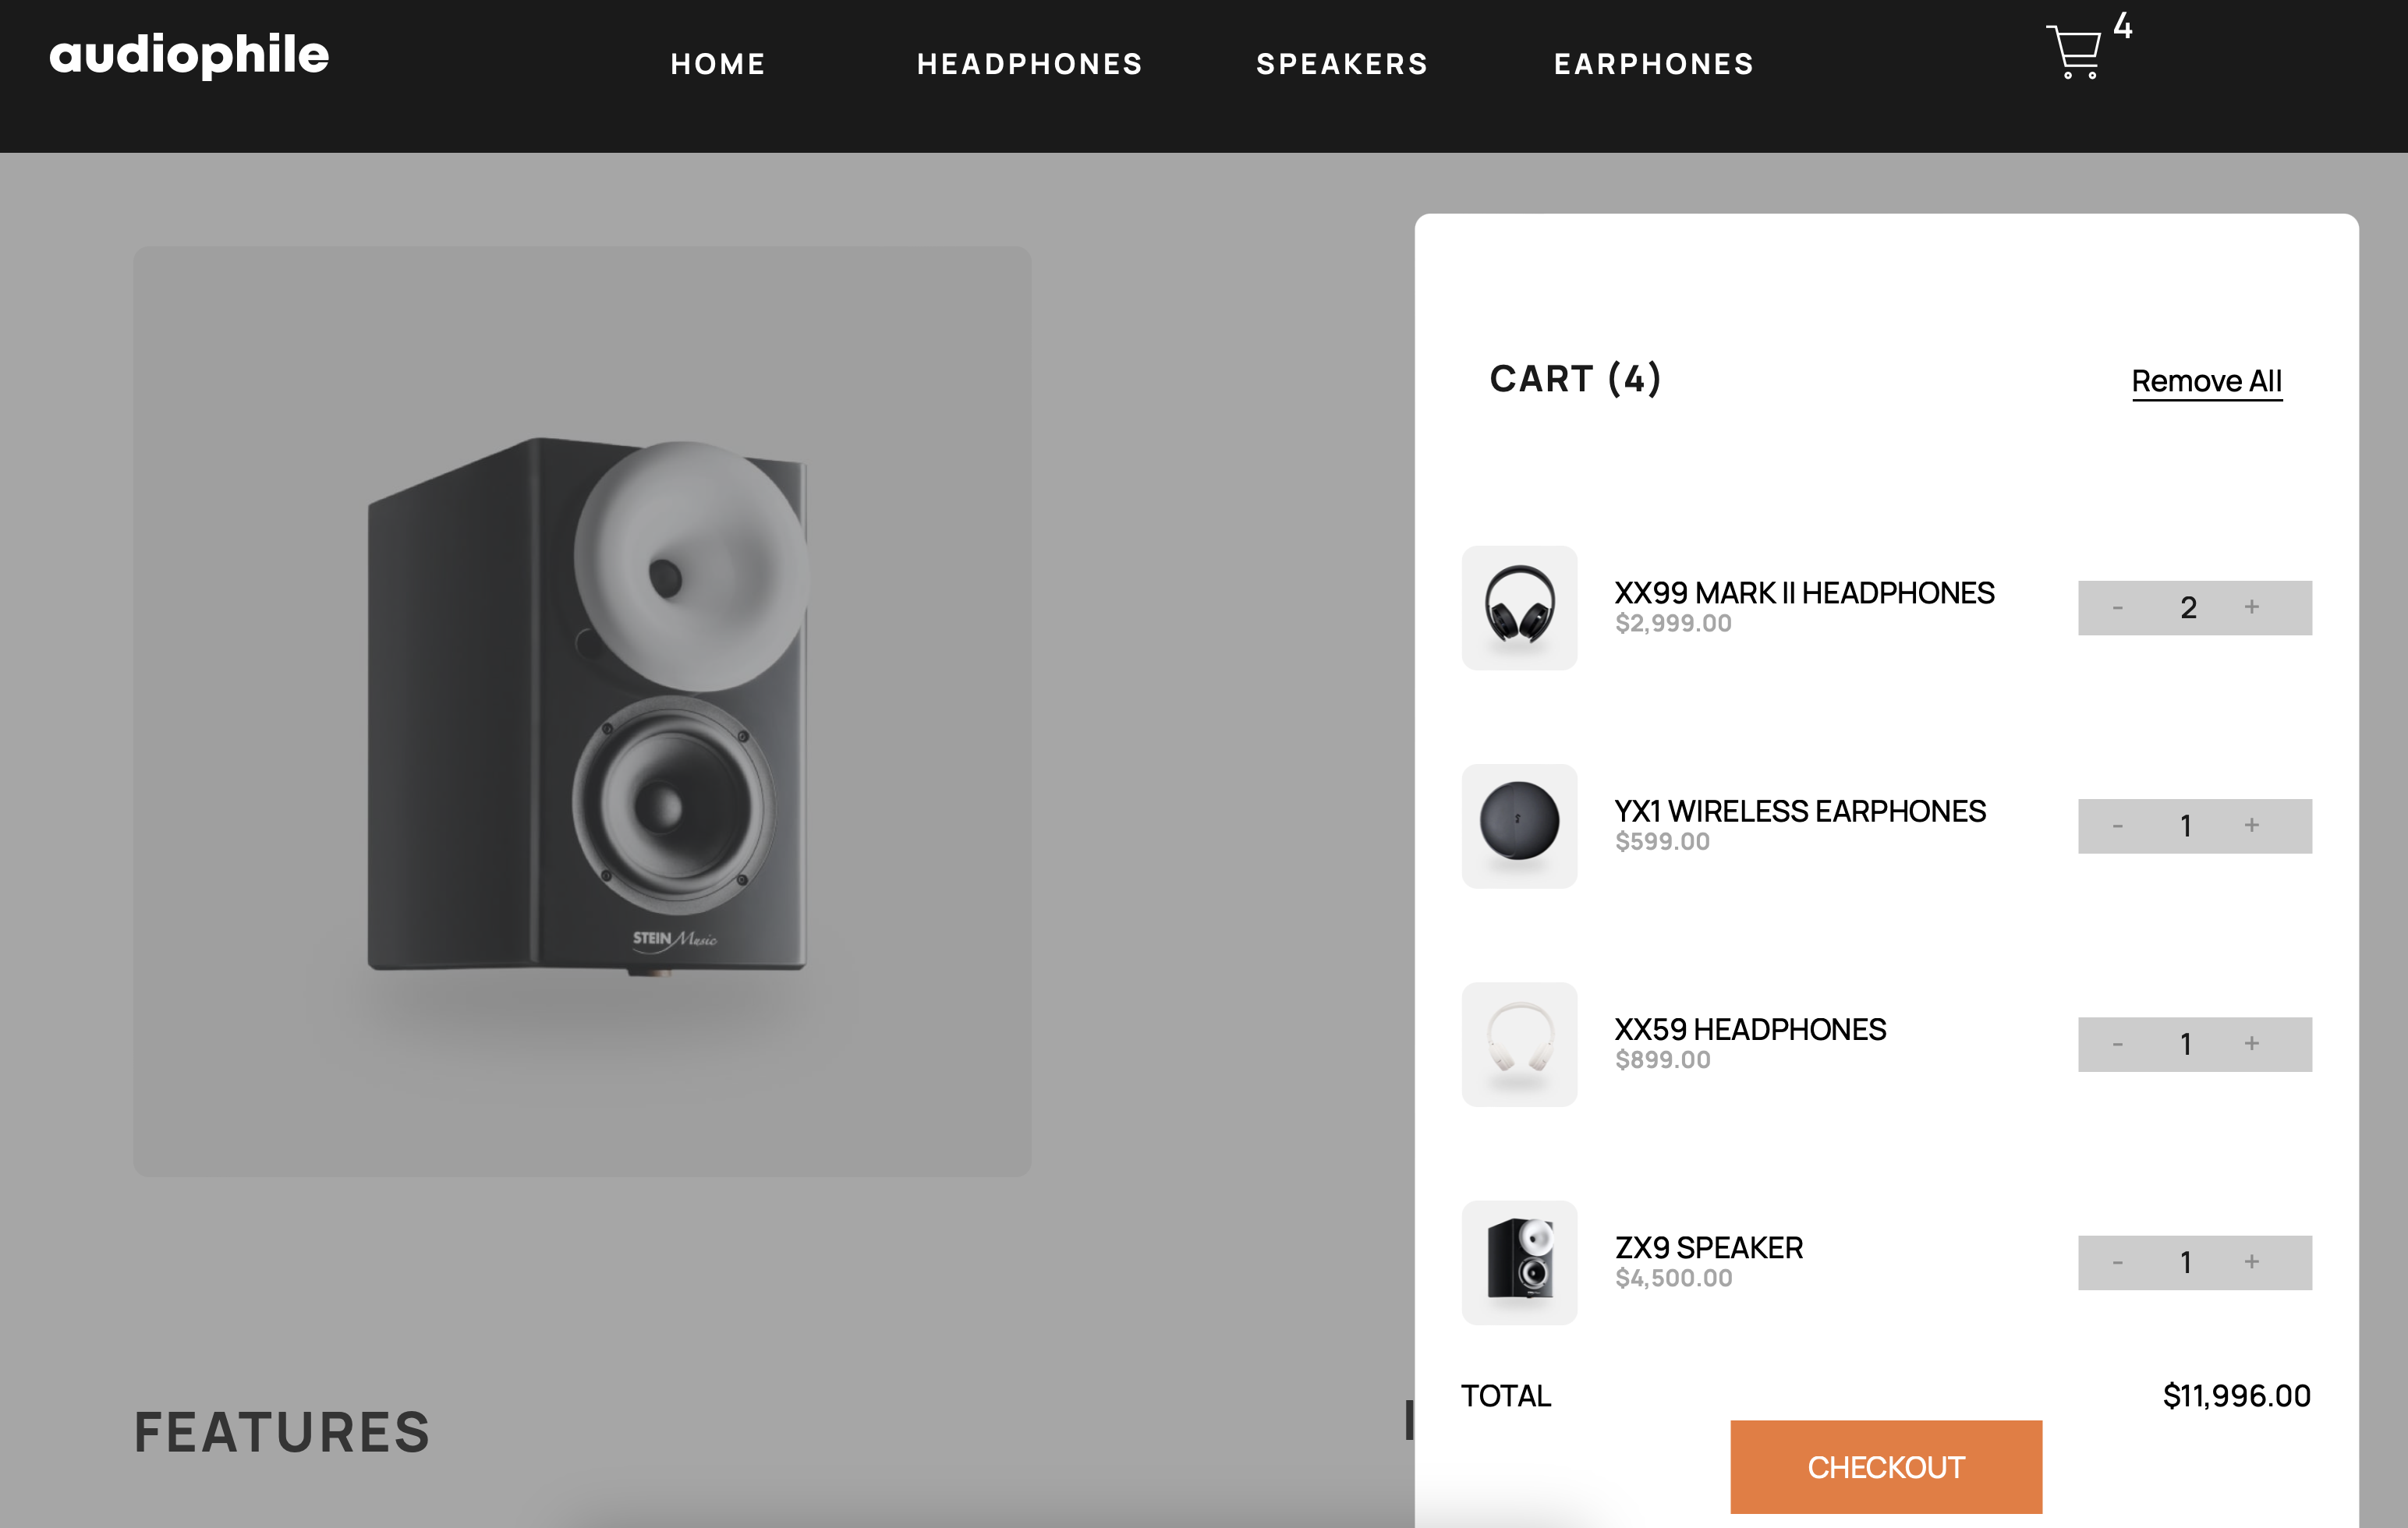 audiophile
HOME HEADPHONES SPEAKERS EARPHONES
4
CART (4) Remove All
XX99 MARK II HEADPHONES
$2,999.00
- 2 +
YX1 WIRELESS EARPHONES
$599.00
- 1 +
XX59 HEADPHONES
$899.00
- 1 +
ZX9 SPEAKER
$4,500.00
- 1 +
TOTAL $11,996.00
CHECKOUT
STEIN Music
FEATURES